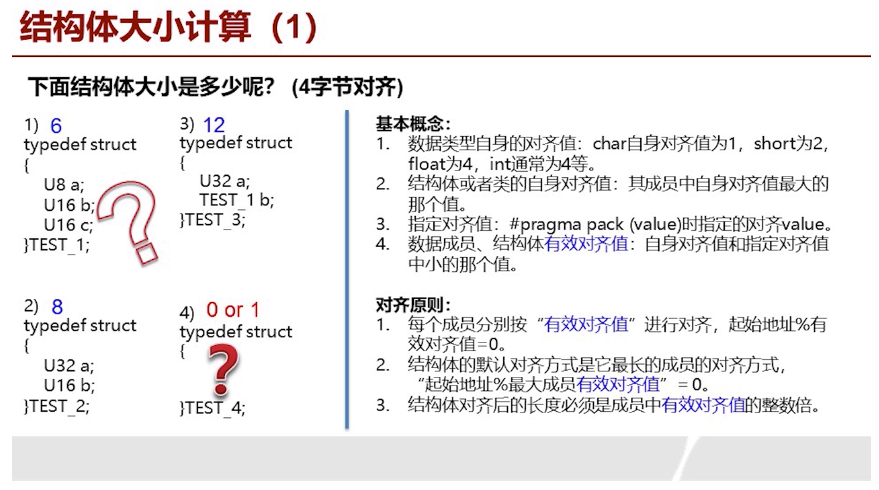 结构体大小计算（1）
下面结构体大小是多少呢？ (4字节对齐)
1) 6
typedef struct
{
U8 a;
U16 b;
U16 c;
}TEST_1;
?
2) 8
typedef struct
{
U32 a;
U16 b;
}TEST_2;
3) 12
typedef struct
{
U32 a;
TEST_1 b;
}TEST_3;
4) 0 or 1
typedef struct
{
?
}TEST_4;
基本概念：
1. 数据类型自身的对齐值：char自身对齐值为1，short为2，
float为4，int通常为4等。
2. 结构体或者类的自身对齐值：其成员中自身对齐值最大的
那个值。
3. 指定对齐值：#pragma pack (value)时指定的对齐value。
4. 数据成员、结构体有效对齐值：自身对齐值和指定对齐值
中小的那个值。
对齐原则：
1. 每个成员分别按“有效对齐值”进行对齐，起始地址%有
效对齐值=0。
2. 结构体的默认对齐方式是它最长的成员的对齐方式，
“起始地址%最大成员有效对齐值” = 0。
3. 结构体对齐后的长度必须是成员中有效对齐值的整数倍。